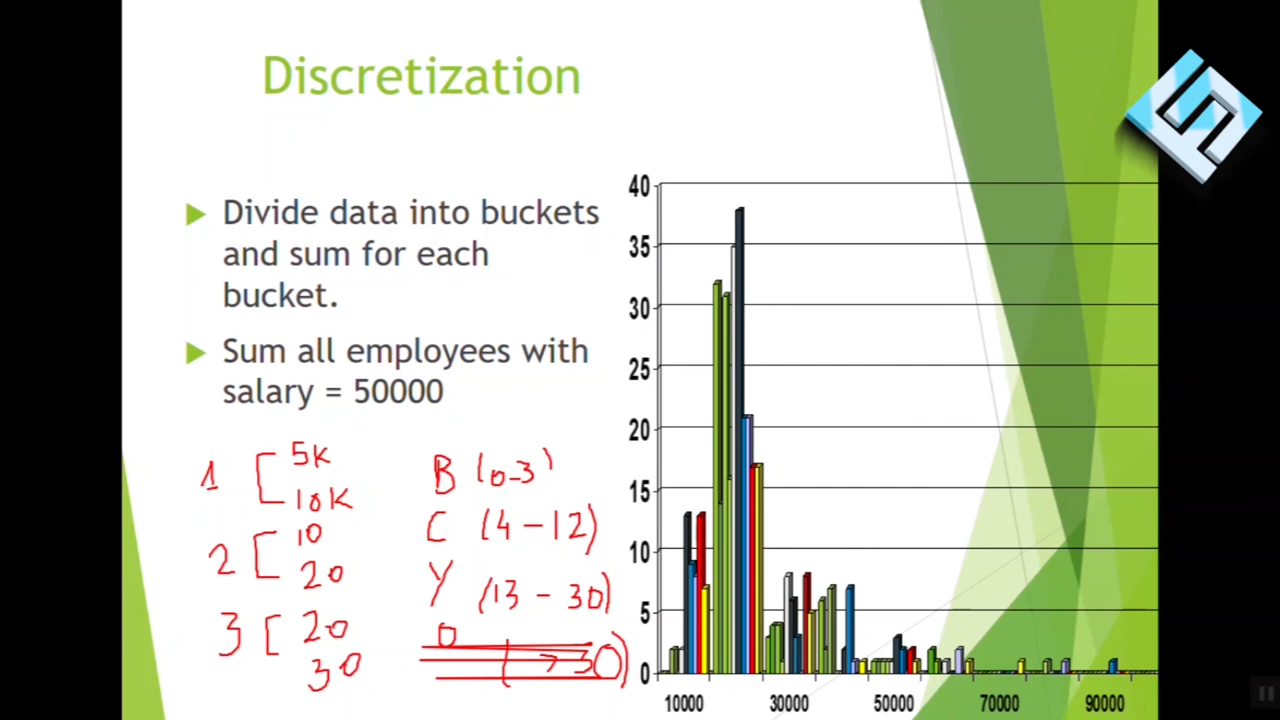 Discretization
Divide data into buckets
and sum for each
bucket.
Sum all employees with
salary = 50000
1 [ 5K
10K
2 [ 10
20
3 [ 20
30
B (0-3)
C (4-12)
Y (13-30)
O (>30)
40
35
30
25
20
15
10
5
0
10000 30000 50000 70000 90000